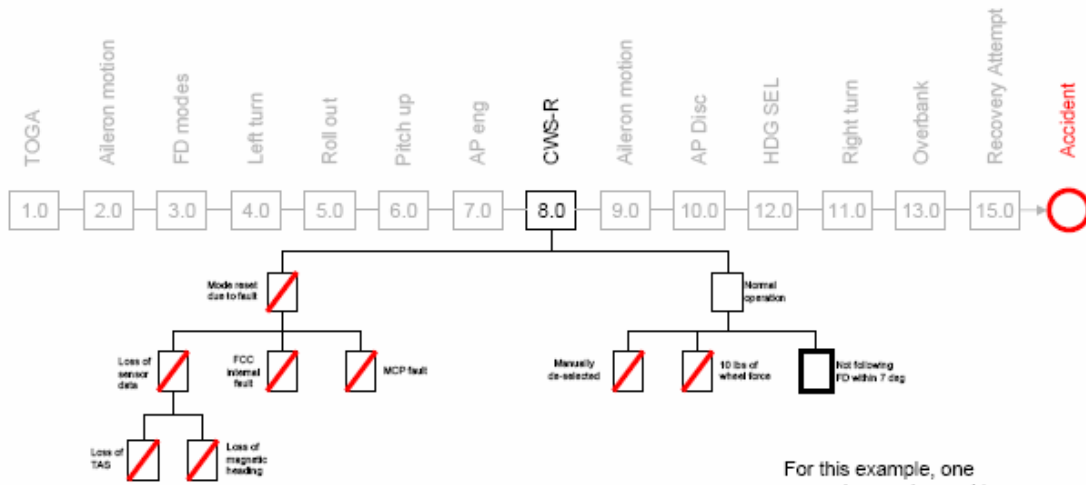 TOGA
Aileron motion
FD modes
Left turn
Roll out
Pitch up
AP eng
CWS-R
Aileron motion
AP Disc
HDG SEL
Right turn
Overbank
Recovery Attempt
Accident
1.0
2.0
3.0
4.0
5.0
6.0
7.0
8.0
9.0
10.0
12.0
11.0
13.0
15.0
Mode reset
due to fault
Normal
operation
Loss of
sensor
data
FCC
internal
fault
MCP fault
Manually
de-selected
10 lbs of
wheel force
Not following
FD within 7 deg
Loss of
TAS
Loss of
magnetic
heading
For this example, one